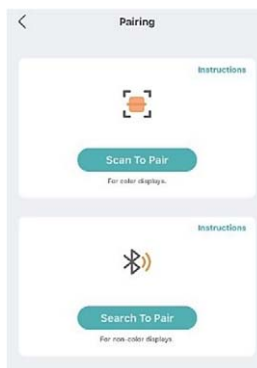 Pairing
Instructions
Scan To Pair
For color displays.
Instructions
Search To Pair
For non-color displays